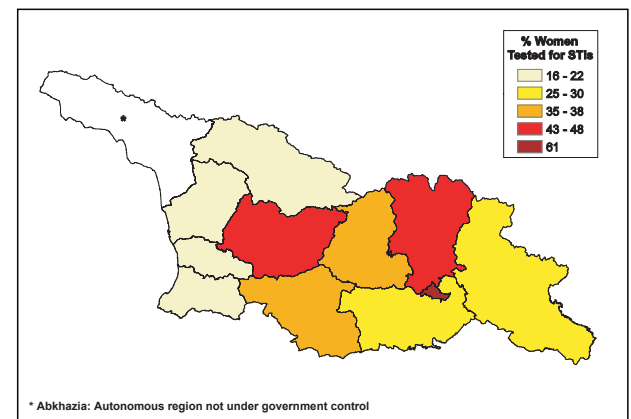 % Women
Tested for STIs
16 - 22
25 - 30
35 - 38
43 - 48
61
*
* Abkhazia: Autonomous region not under government control